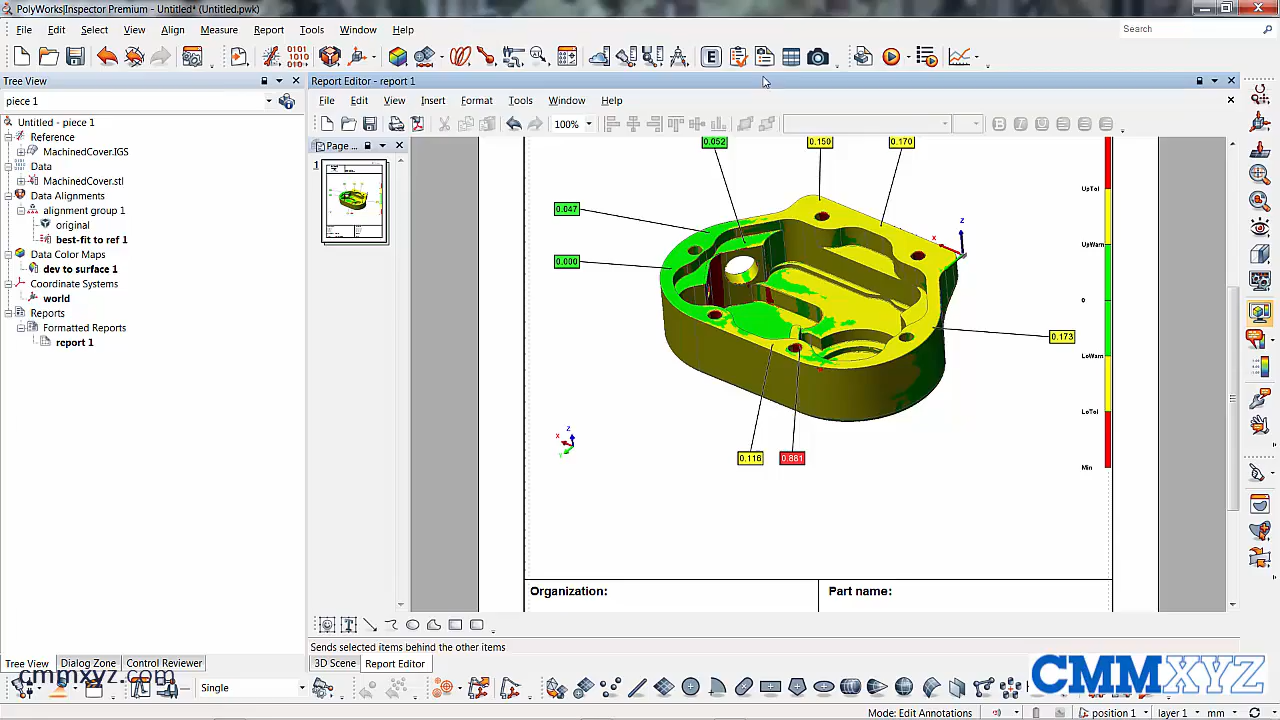 PolyWorks|Inspector Premium - Untitled* (Untitled.pwk)
File Edit Select View Align Measure Report Tools Window Help
Search
Tree View
Report Editor - report 1
piece 1
File Edit View Insert Format Tools Window Help
100%
B I U
Page ...
1
Untitled - piece 1
Reference
MachinedCover.IGS
Data
MachinedCover.stl
Data Alignments
alignment group 1
original
best-fit to ref 1
Data Color Maps
dev to surface 1
Coordinate Systems
world
Reports
Formatted Reports
report 1
0.052
0.150
0.170
0.047
0.000
0.173
0.116
0.881
X
Z
X
Y
Z
UpTol
UpWarn
0
LoWarn
LoTol
Min
Organization:
Part name:
Sends selected items behind the other items
Tree View Dialog Zone Control Reviewer
3D Scene Report Editor
cmmxyz.com
CMMXYZ
Single
Mode: Edit Annotations
position 1
layer 1
mm